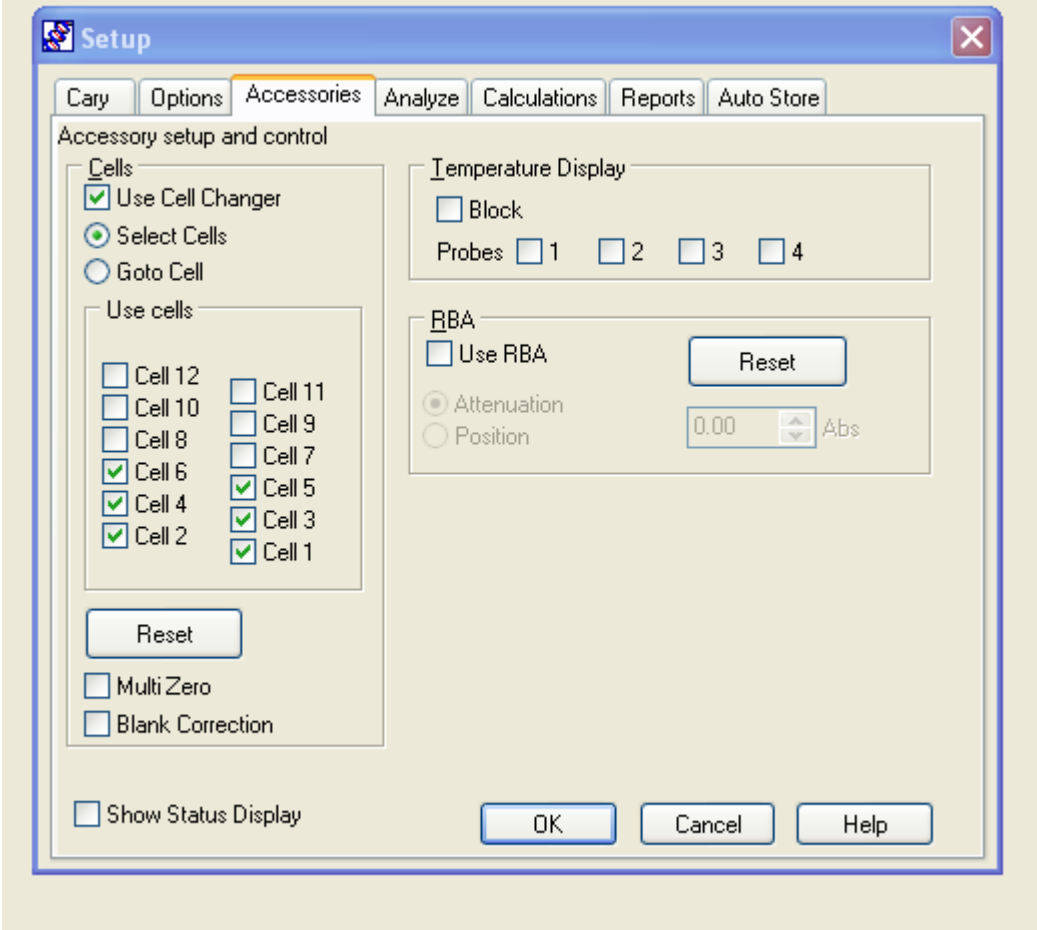 Setup
Cary Options Accessories Analyze Calculations Reports Auto Store
Accessory setup and control
Cells
Use Cell Changer
Select Cells
Goto Cell
Use cells
Cell 12
Cell 11
Cell 10
Cell 9
Cell 8
Cell 7
Cell 6
Cell 5
Cell 4
Cell 3
Cell 2
Cell 1
Reset
Multi Zero
Blank Correction
Temperature Display
Block
Probes 1 2 3 4
RBA
Use RBA
Reset
Attenuation
Position
0.00 Abs
Show Status Display
OK Cancel Help